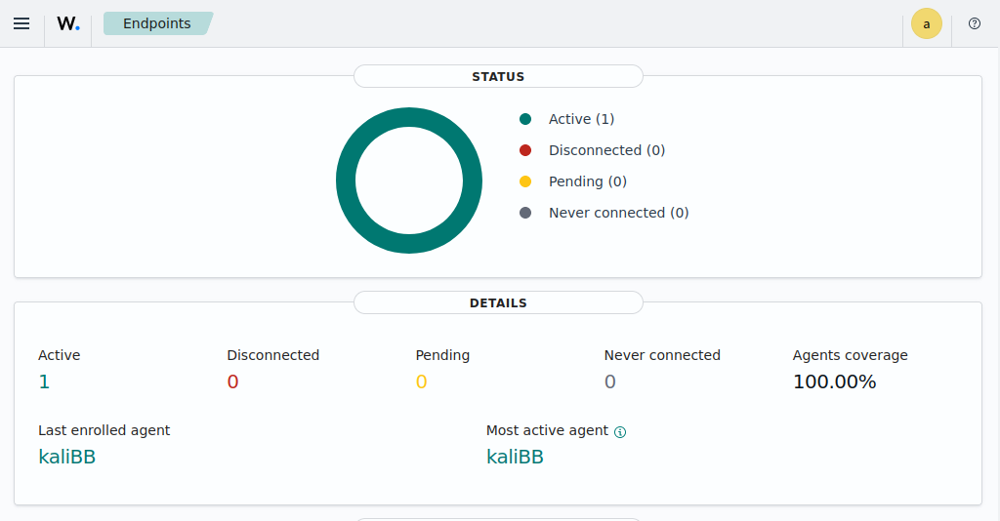 W. Endpoints a
STATUS
Active (1)
Disconnected (0)
Pending (0)
Never connected (0)
DETAILS
Active Disconnected Pending Never connected Agents coverage
1 0 0 0 100.00%
Last enrolled agent Most active agent
kaliBB kaliBB